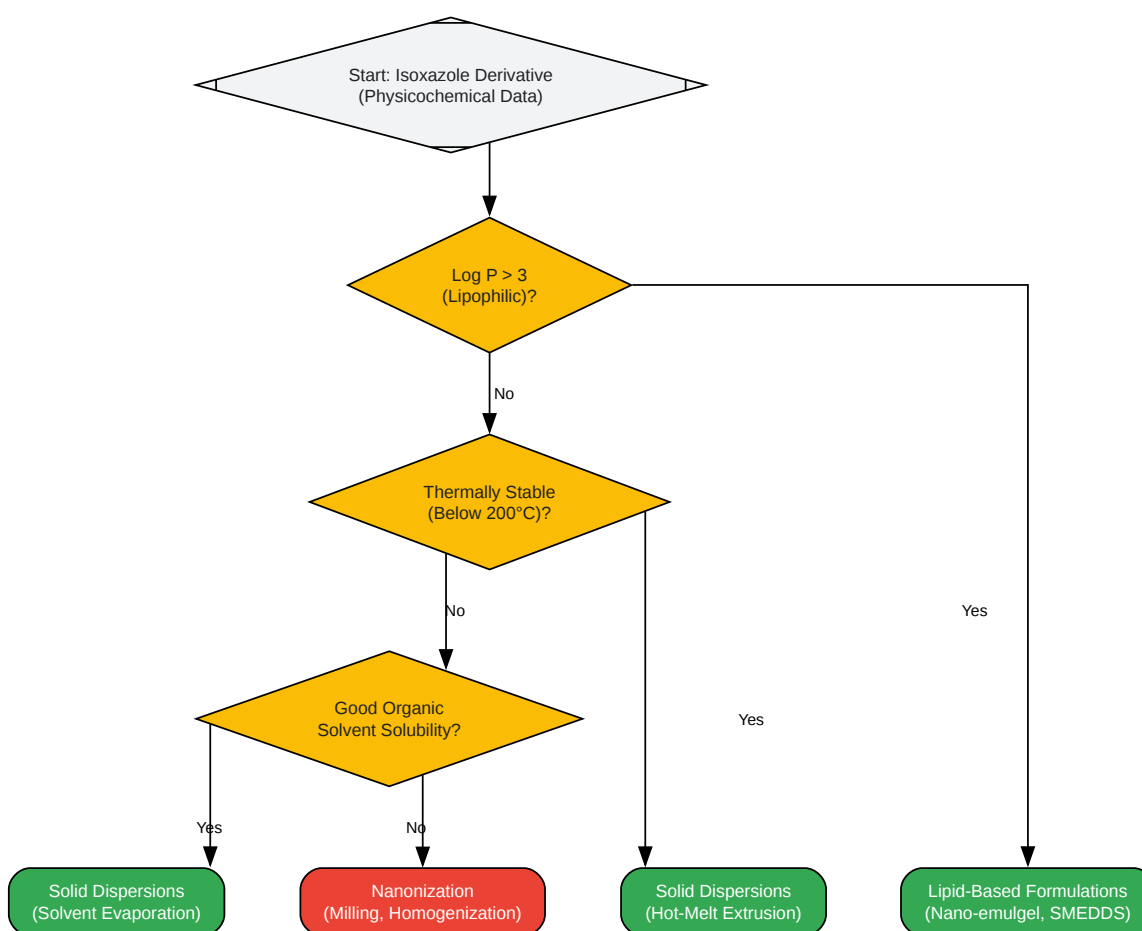 Start: Isoxazole Derivative
(Physicochemical Data)
Log P > 3
(Lipophilic)?
No
Thermally Stable
(Below 200°C)?
No
Yes
Good Organic
Solvent Solubility?
Yes
Yes
No
Solid Dispersions
(Solvent Evaporation)
Nanonization
(Milling, Homogenization)
Solid Dispersions
(Hot-Melt Extrusion)
Lipid-Based Formulations
(Nano-emulgel, SMEDDS)